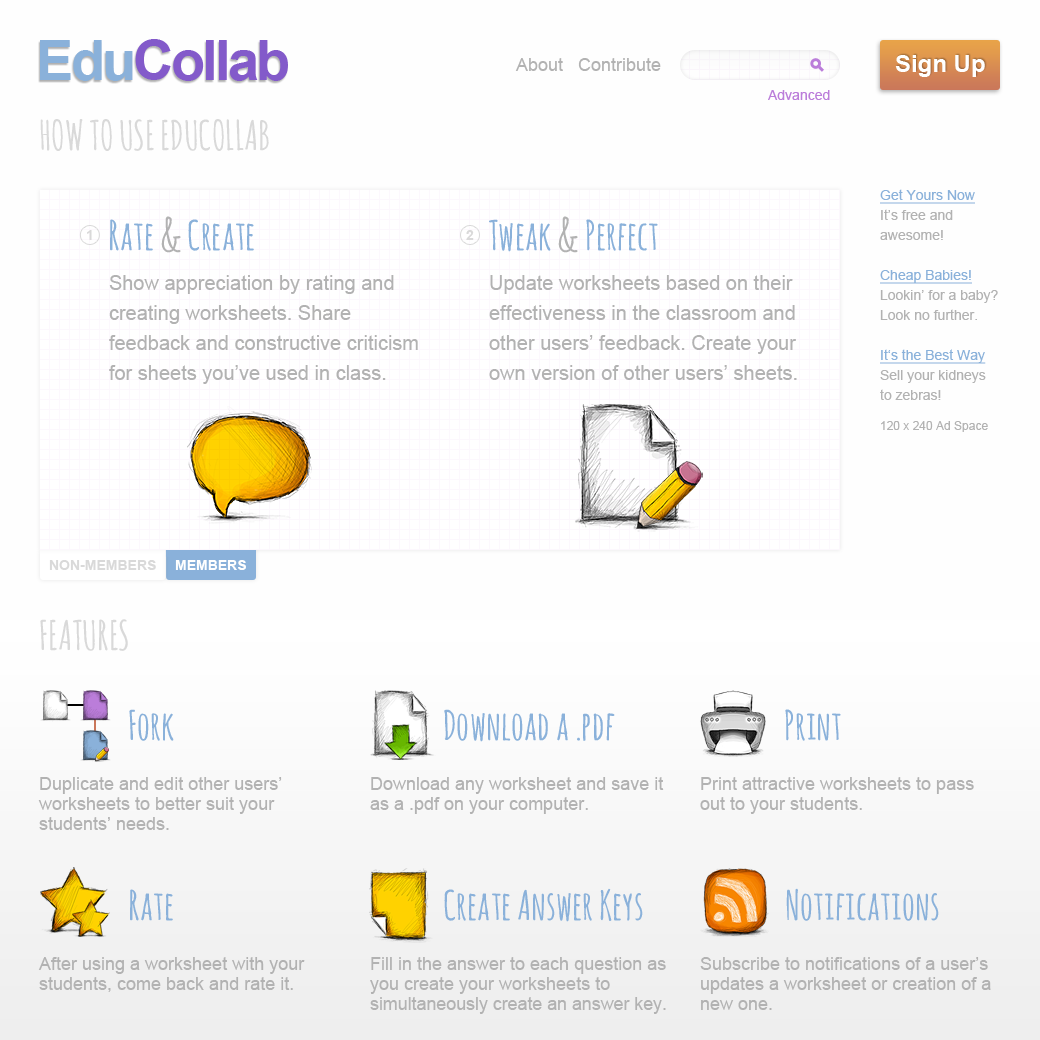 EduCollab
About Contribute
Sign Up
Advanced
HOW TO USE EDUCOLLAB
1 RATE & CREATE
Show appreciation by rating and
creating worksheets. Share
feedback and constructive criticism
for sheets you’ve used in class.
2 TWEAK & PERFECT
Update worksheets based on their
effectiveness in the classroom and
other users’ feedback. Create your
own version of other users’ sheets.
NON-MEMBERS MEMBERS
Get Yours Now
It’s free and
awesome!
Cheap Babies!
Lookin’ for a baby?
Look no further.
It’s the Best Way
Sell your kidneys
to zebras!
120 x 240 Ad Space
FEATURES
FORK
Duplicate and edit other users’
worksheets to better suit your
students’ needs.
DOWNLOAD A .PDF
Download any worksheet and save it
as a .pdf on your computer.
PRINT
Print attractive worksheets to pass
out to your students.
RATE
After using a worksheet with your
students, come back and rate it.
CREATE ANSWER KEYS
Fill in the answer to each question as
you create your worksheets to
simultaneously create an answer key.
NOTIFICATIONS
Subscribe to notifications of a user’s
updates a worksheet or creation of a
new one.